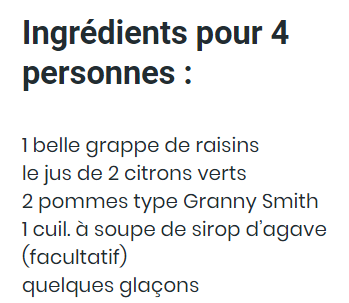 Ingrédients pour 4
personnes :
1 belle grappe de raisins
le jus de 2 citrons verts
2 pommes type Granny Smith
1 cuil. à soupe de sirop d’agave
(facultatif)
quelques glaçons